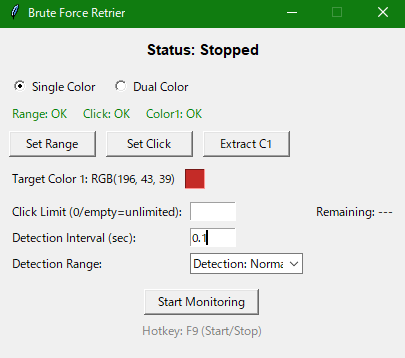 Brute Force Retrier
Status: Stopped
Single Color Dual Color
Range: OK Click: OK Color1: OK
Set Range Set Click Extract C1
Target Color 1: RGB(196, 43, 39)
Click Limit (0/empty=unlimited): Remaining: ---
Detection Interval (sec): 0.1
Detection Range: Detection: Norma
Start Monitoring
Hotkey: F9 (Start/Stop)